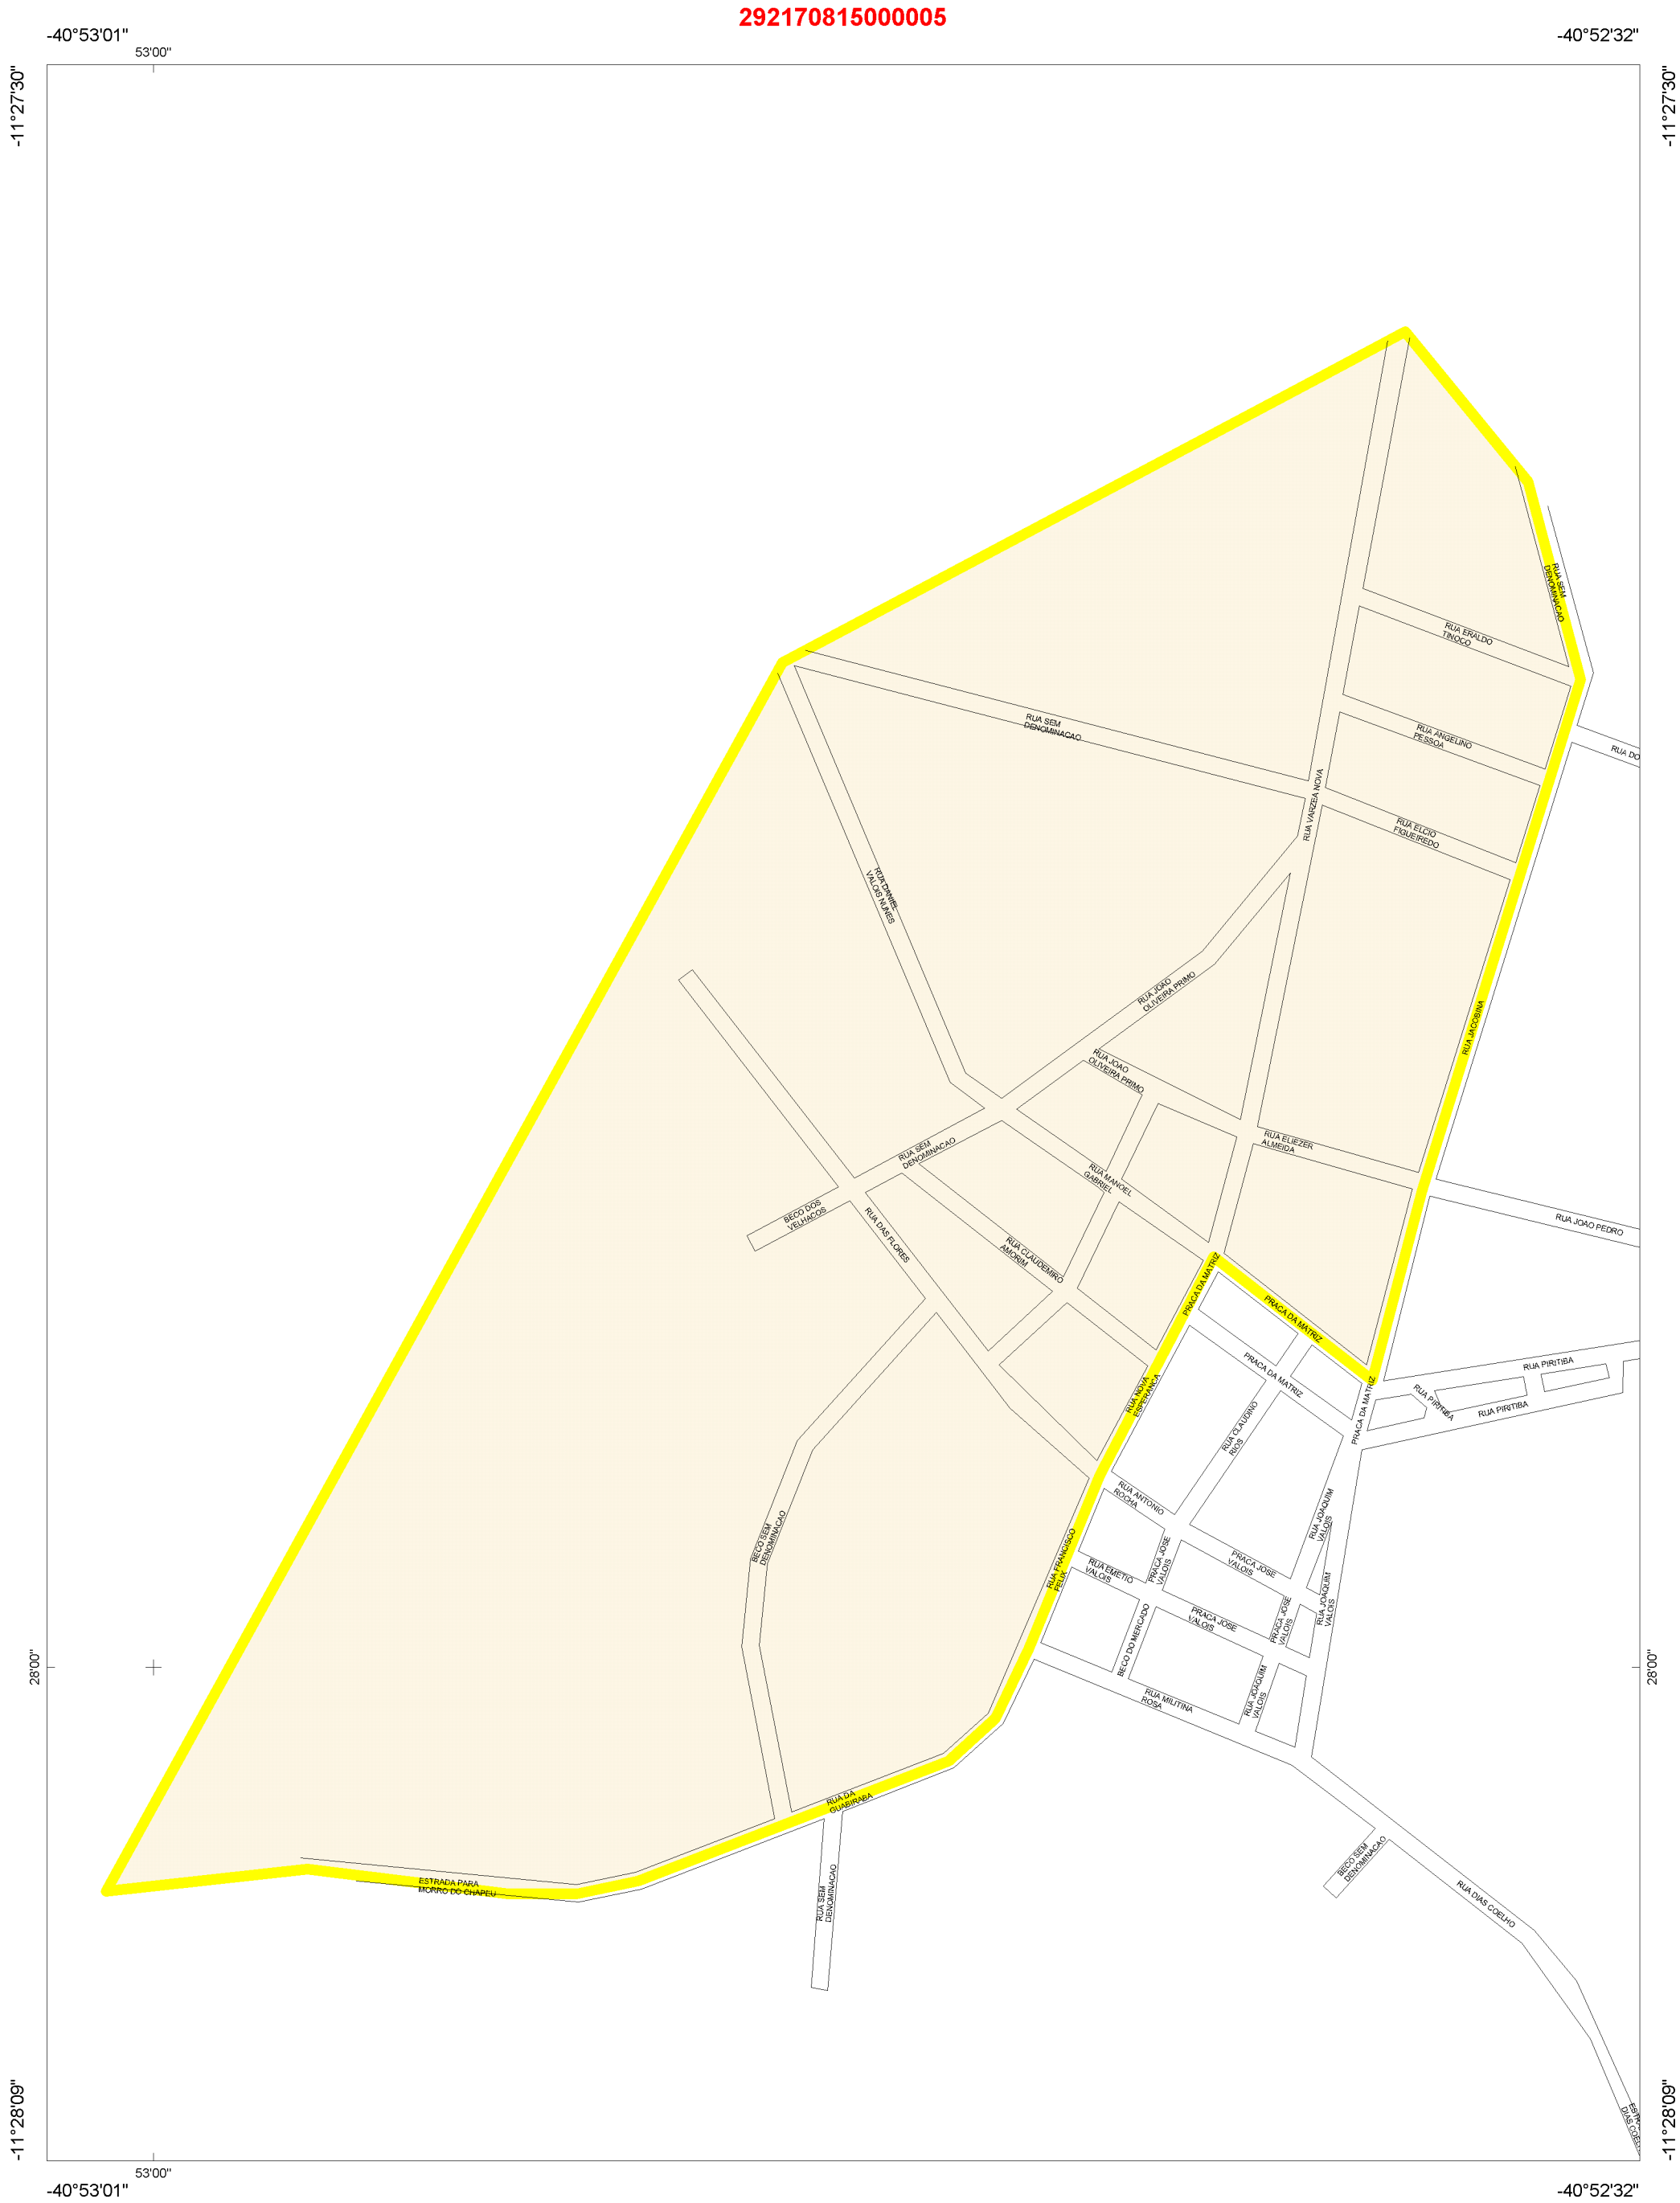 292170815000005
-40°53'01"
-40°52'32"
53'00"
-11°27'30"
-11°27'30"
RUA SEM
DENOMINACAO
RUA ERALDO
TINOCO
RUA SEM
DENOMINACAO
RUA ANGELINO
PESSOA
RUA DO
RUA VARZEA NOVA
RUA ELCIO
FIGUEIREDO
RUA DANIEL
VALOIS NUNES
RUA JOAO
OLIVEIRA PRIMO
RUA JACOBINA
RUA JOAO
OLIVEIRA PRIMO
RUA ELIEZER
ALMEIDA
RUA SEM
DENOMINACAO
RUA MANOEL
GABRIEL
BECO DOS
VELHACOS
RUA DAS FLORES
RUA JOAO PEDRO
RUA CLAUDEMIRO
AMORIM
PRACA DA MATRIZ
PRACA DA MATRIZ
PRACA DA MATRIZ
RUA PIRITIBA
RUA NOVA
ESPERANCA
RUA PIRITIBA
RUA PIRITIBA
PRACA DA MATRIZ
RUA CLAUDINO
RIOS
RUA ANTONIO
ROCHA
RUA JOAQUIM
VALOIS
BECO SEM
DENOMINACAO
RUA FRANCISCO
FELIX
RUA EMETIO
VALOIS
PRACA JOSE
VALOIS
PRACA JOSE
VALOIS
RUA JOAQUIM
VALOIS
PRACA JOSE
VALOIS
PRACA JOSE
VALOIS
BECO DO MERCADO
28'00"
28'00"
RUA JOAQUIM
VALOIS
RUA MILITINA
ROSA
RUA DA
GUABIRABA
BECO SEM
DENOMINACAO
ESTRADA PARA
MORRO DO CHAPEU
RUA SEM
DENOMINACAO
RUA DIAS COELHO
DIAS COEL
-11°28'09"
-11°28'09"
53'00"
-40°53'01"
-40°52'32"